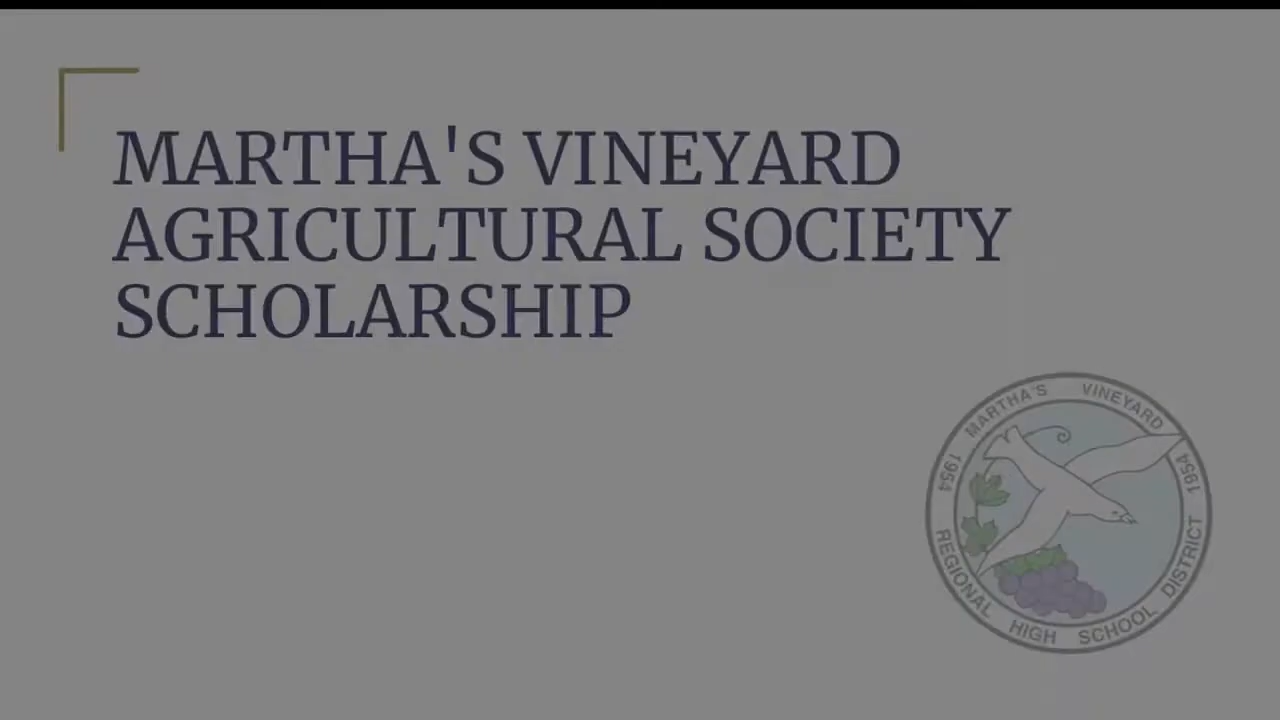 MARTHA'S VINEYARD
AGRICULTURAL SOCIETY
SCHOLARSHIP
MARTHA'S VINEYARD
1954 1954
REGIONAL HIGH SCHOOL DISTRICT